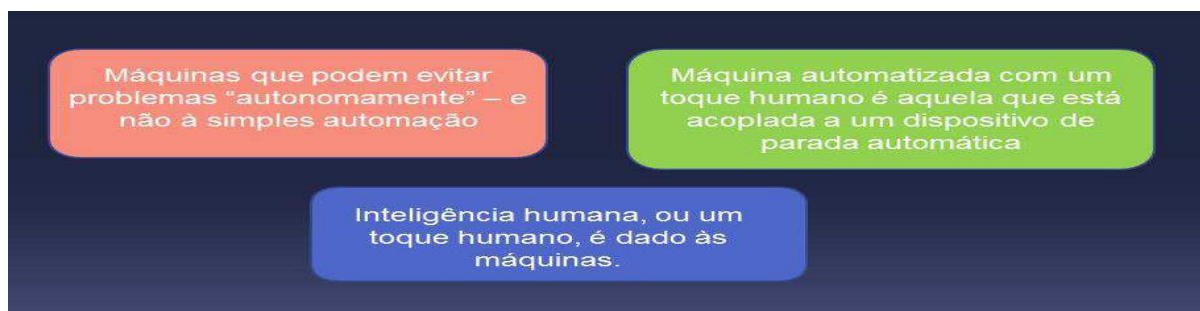 Máquinas que podem evitar
problemas “autonomamente” – e
não à simples automação
Máquina automatizada com um
toque humano é aquela que está
acoplada a um dispositivo de
parada automática
Inteligência humana, ou um
toque humano, é dado às
máquinas.